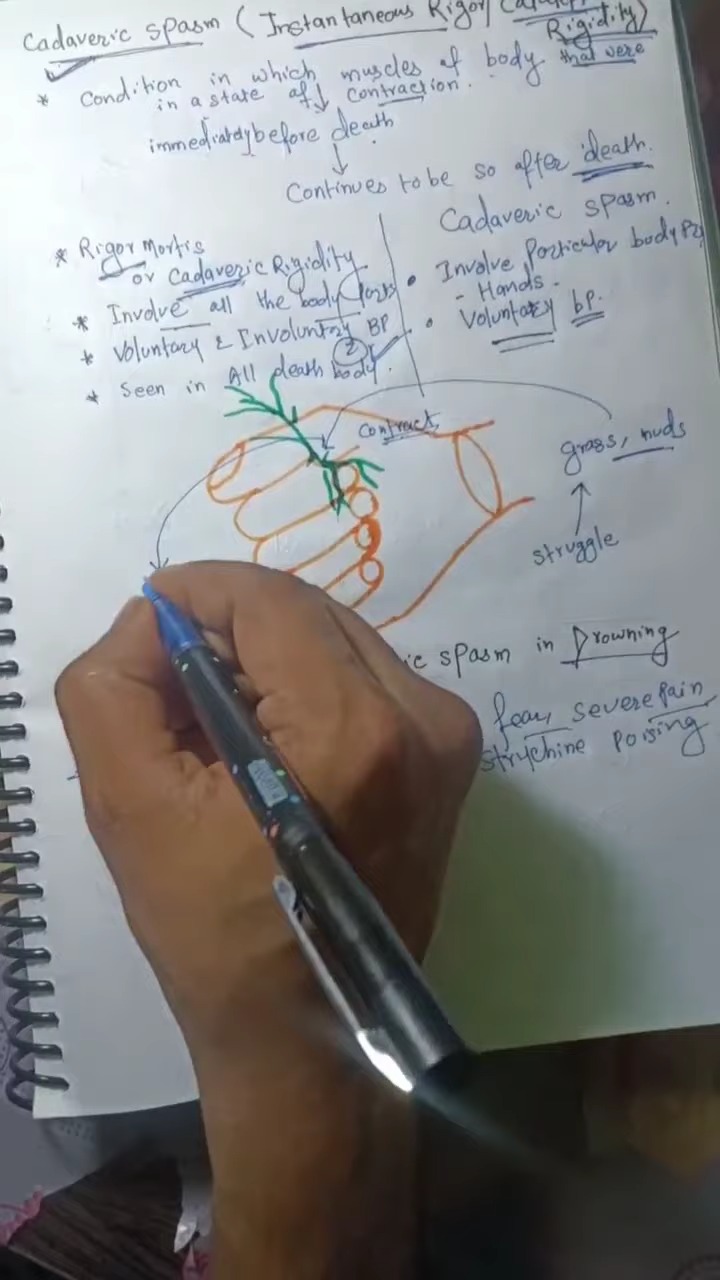 Cadaveric spasm ( Instantaneous Rigor/
Rigidity)
* Condition in which muscles of body that were
in a state of contraction.
immediately before death
Continues to be so after death.
* Rigor Mortis
or Cadaveric Rigidity
* Involve all the body parts
* Voluntary & Involuntary BP
* Seen in All death body.
2
Cadaveric spasm.
• Involve Particular body
- Hands.
• Voluntary bP.
Contract
grass, muds
struggle
spasm in Drowning
fear, severe Pain
strychine poising